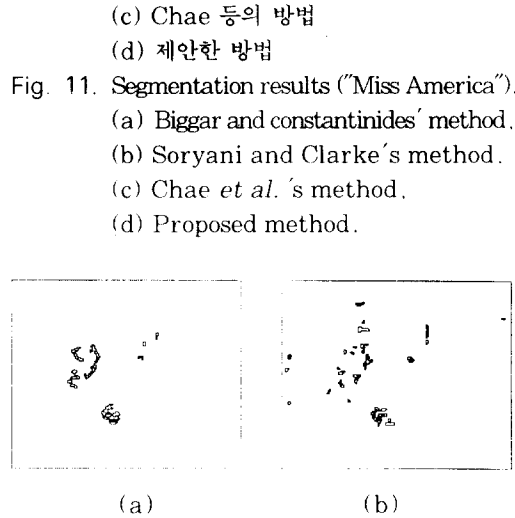 (c) Chae 등의 방법
(d) 제안한 방법
Fig. 11. Segmentation results ("Miss America").
(a) Biggar and constantinides´ method.
(b) Soryani and Clarke´s method.
(c) Chae et al. ´s method.
(d) Proposed method.
(a) (b)